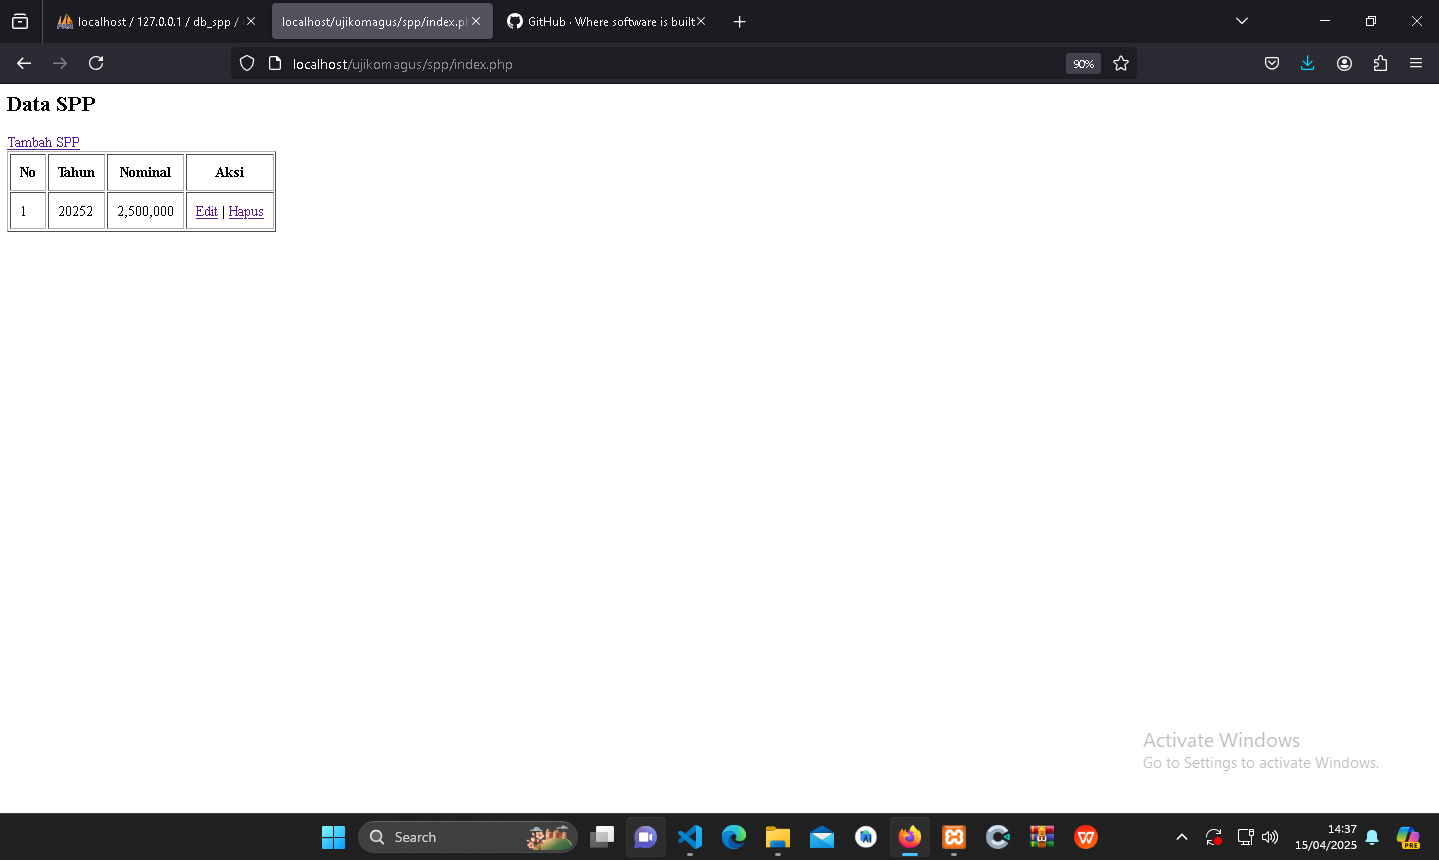 localhost / 127.0.0.1 / db_spp /
localhost/ujikomagus/spp/index.p
GitHub · Where software is built
localhost/ujikomagus/spp/index.php
90%
Data SPP
Tambah SPP
No Tahun Nominal Aksi
1 20252 2,500,000 Edit | Hapus
Activate Windows
Go to Settings to activate Windows.
Search
14:37
15/04/2025
PRE